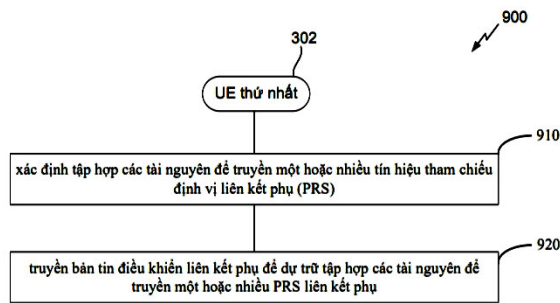 900
302
UE thứ nhất
910
xác định tập hợp các tài nguyên để truyền một hoặc nhiều tín hiệu tham chiếu
định vị liên kết phụ (PRS)
920
truyền bản tin điều khiển liên kết phụ để dự trữ tập hợp các tài nguyên để
truyền một hoặc nhiều PRS liên kết phụ